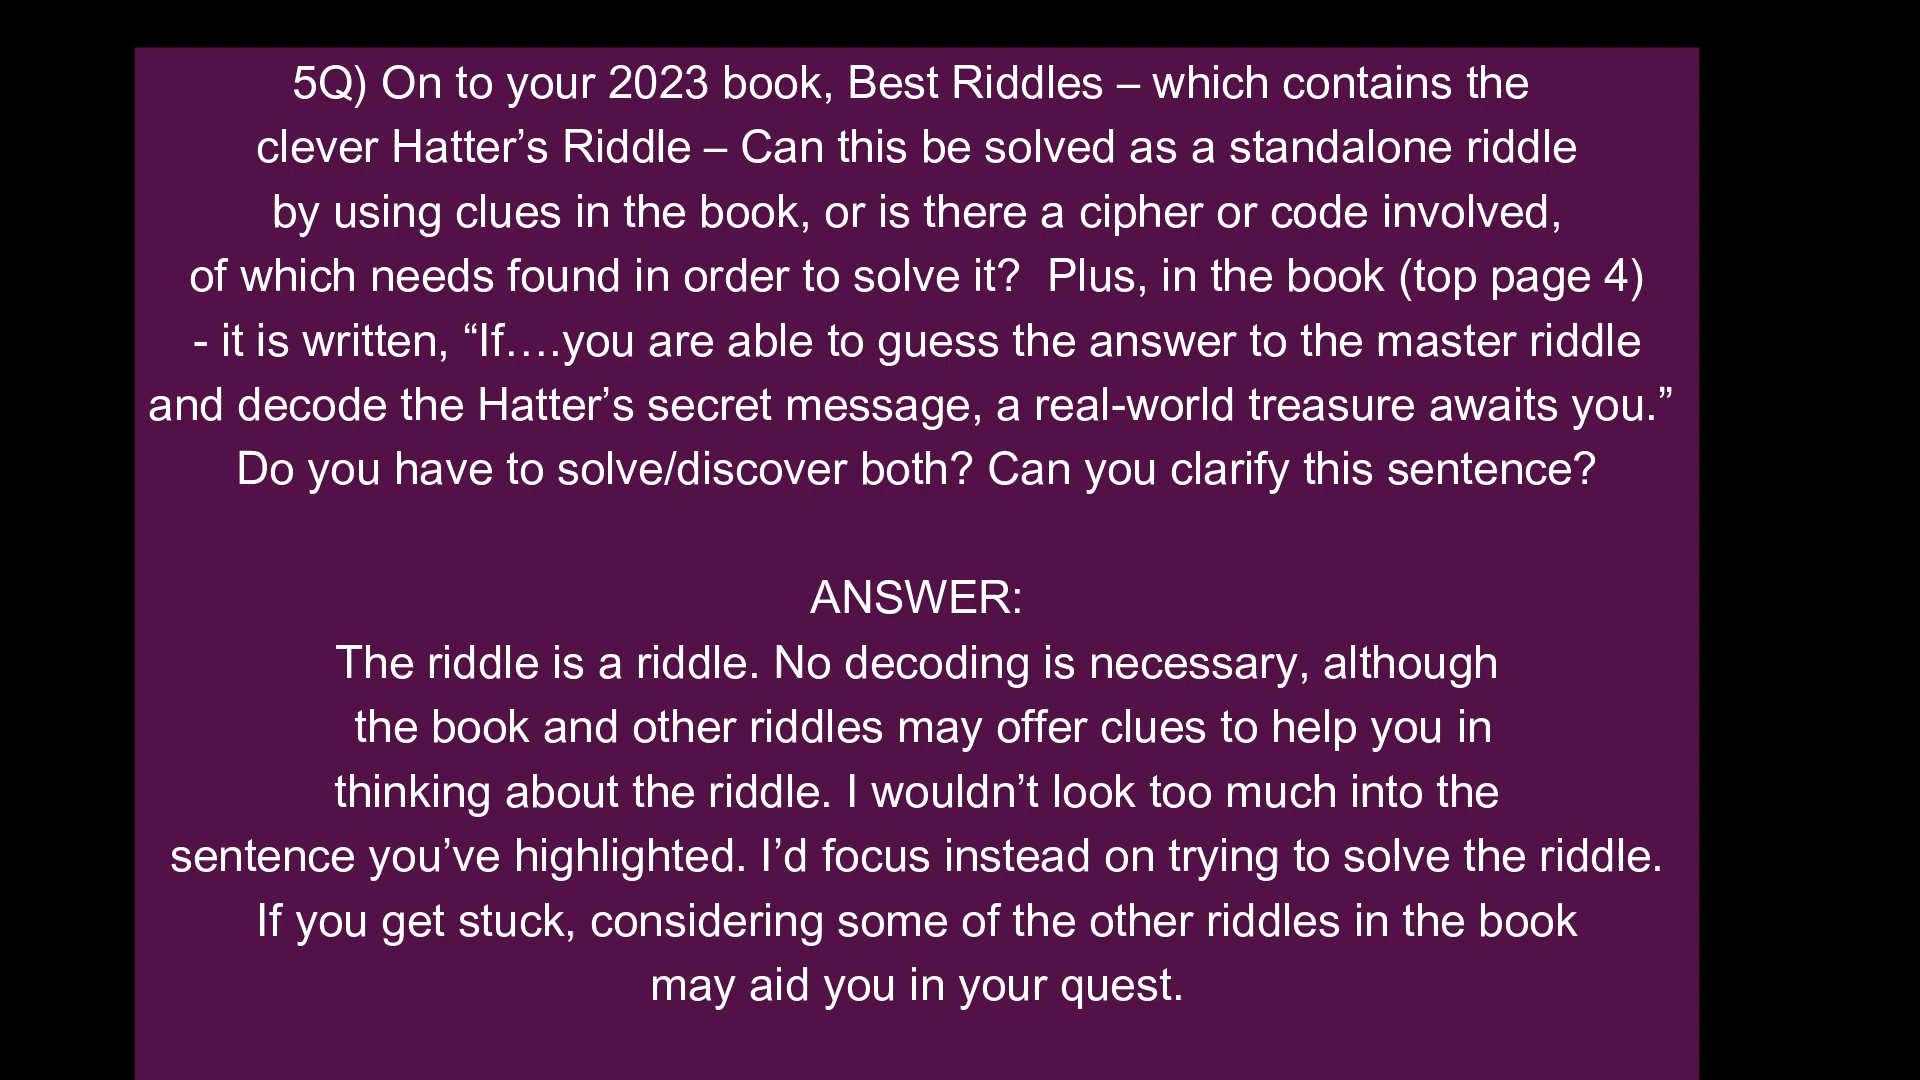 5Q) On to your 2023 book, Best Riddles – which contains the
clever Hatter’s Riddle – Can this be solved as a standalone riddle
by using clues in the book, or is there a cipher or code involved,
of which needs found in order to solve it?  Plus, in the book (top page 4)
- it is written, “If….you are able to guess the answer to the master riddle
and decode the Hatter’s secret message, a real-world treasure awaits you.”
Do you have to solve/discover both? Can you clarify this sentence?
ANSWER:
The riddle is a riddle. No decoding is necessary, although
the book and other riddles may offer clues to help you in
thinking about the riddle. I wouldn’t look too much into the
sentence you’ve highlighted. I’d focus instead on trying to solve the riddle.
If you get stuck, considering some of the other riddles in the book
may aid you in your quest.